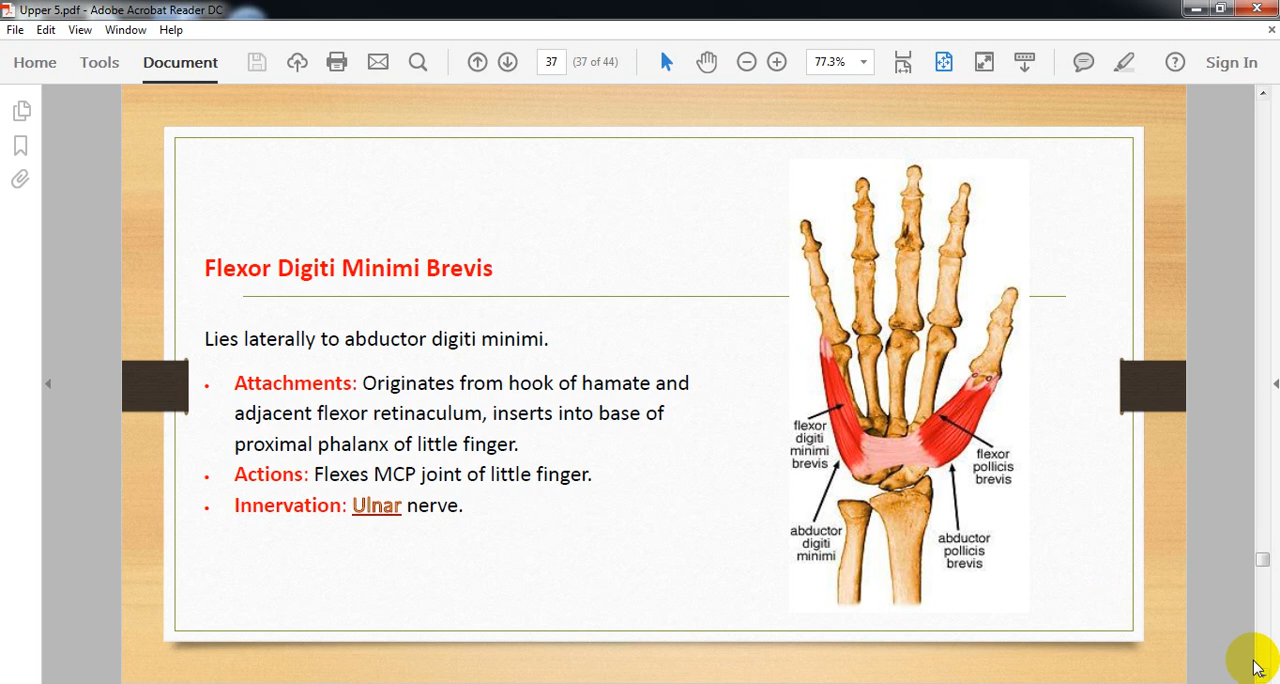 Upper 5.pdf - Adobe Acrobat Reader DC
File Edit View Window Help
Home Tools Document 37 (37 of 44) 77.3% Sign In
Flexor Digiti Minimi Brevis
Lies laterally to abductor digiti minimi.
• Attachments: Originates from hook of hamate and
adjacent flexor retinaculum, inserts into base of
proximal phalanx of little finger.
• Actions: Flexes MCP joint of little finger.
• Innervation: Ulnar nerve.
flexor
digiti
minimi
brevis
flexor
pollicis
brevis
abductor
digiti
minimi
abductor
pollicis
brevis